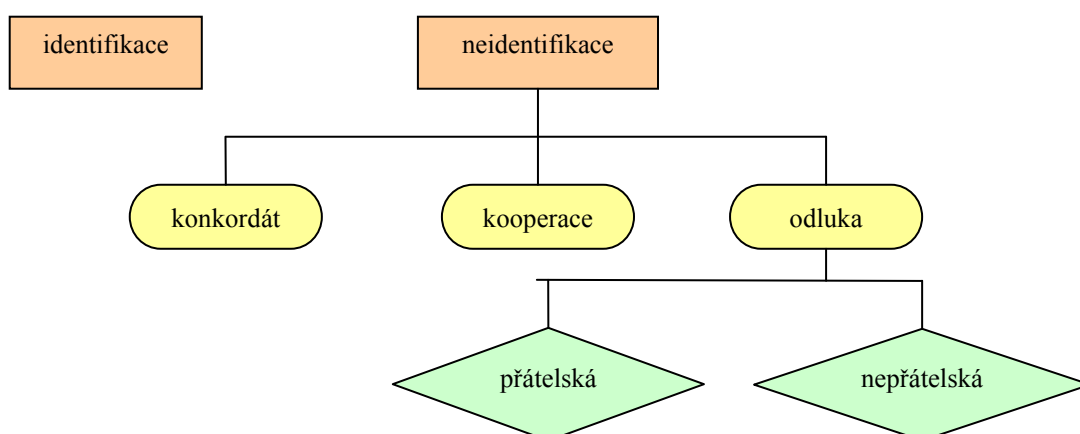 identifikace
neidentifikace
konkordát
kooperace
odluka
přátelská
nepřátelská